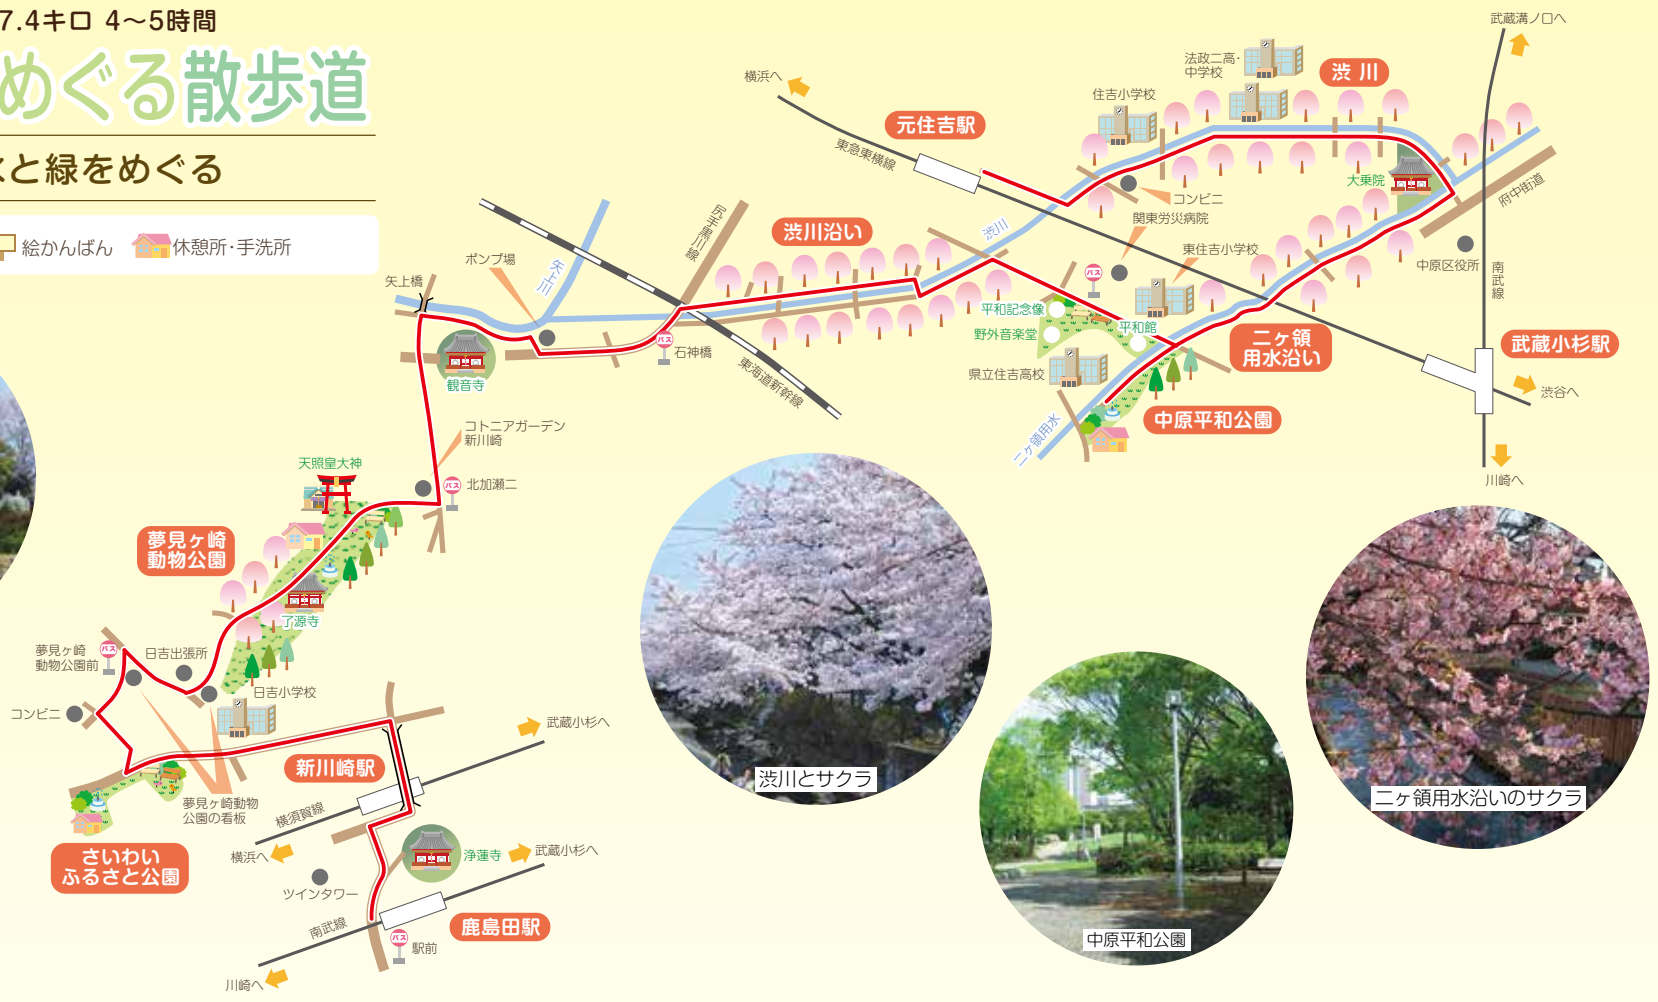 7.4キロ 4〜5時間
めぐる散歩道
と緑をめぐる
絵かんばん
休憩所・手洗所
武蔵溝ノ口へ
法政二高・
中学校
渋 川
横浜へ
住吉小学校
元住吉駅
東急東横線
大乗院
コンビニ
府中街道
関東労災病院
渋川
渋川沿い
尻手黒川線
東住吉小学校
中原区役所
南武線
ポンプ場
矢上川
矢上橋
バス
平和記念像
平和館
野外音楽堂
二ヶ領
用水沿い
武蔵小杉駅
バス
石神橋
県立住吉高校
東海道新幹線
観音寺
渋谷へ
中原平和公園
二ヶ領用水
コトニアガーデン
新川崎
天照皇大神
川崎へ
バス
北加瀬二
夢見ヶ崎
動物公園
了源寺
夢見ヶ崎
動物公園前
バス
日吉出張所
日吉小学校
コンビニ
武蔵小杉へ
新川崎駅
渋川とサクラ
夢見ヶ崎動物
公園の看板
横須賀線
二ヶ領用水沿いのサクラ
さいわい
ふるさと公園
横浜へ
浄蓮寺
武蔵小杉へ
ツインタワー
南武線
鹿島田駅
バス
駅前
中原平和公園
川崎へ